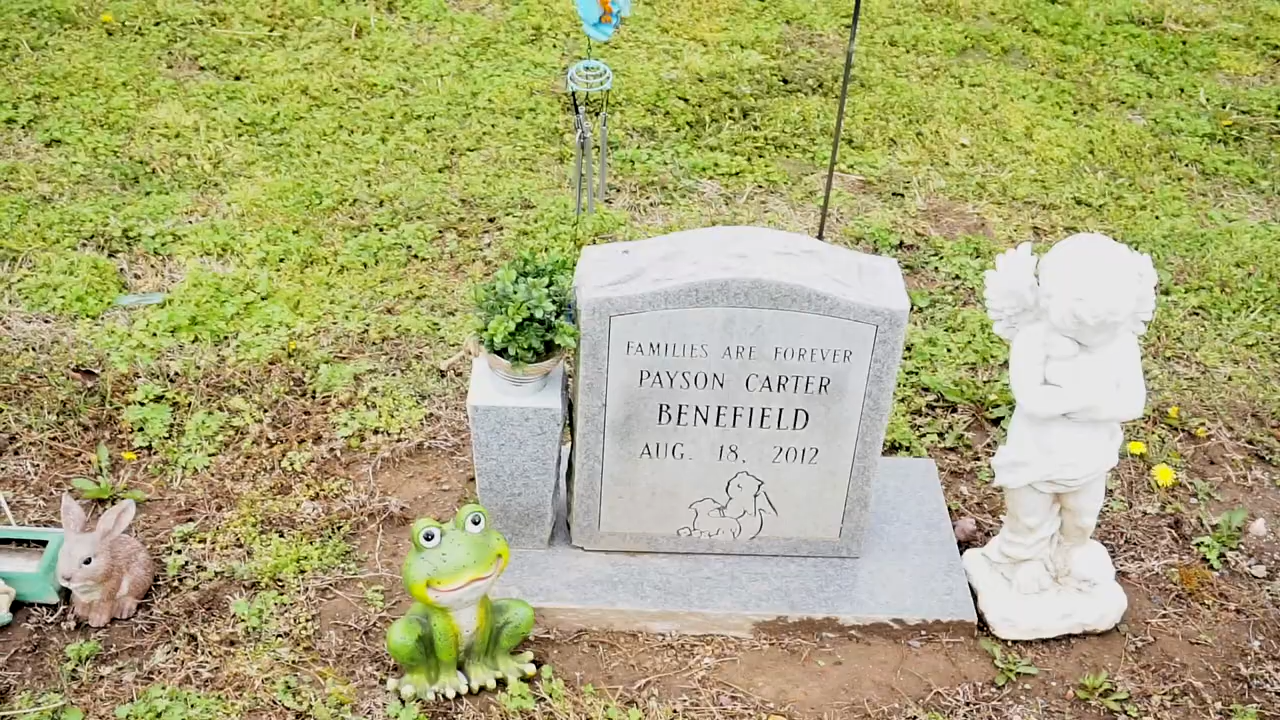 FAMILIES ARE FOREVER
PAYSON CARTER
BENEFIELD
AUG. 18, 2012